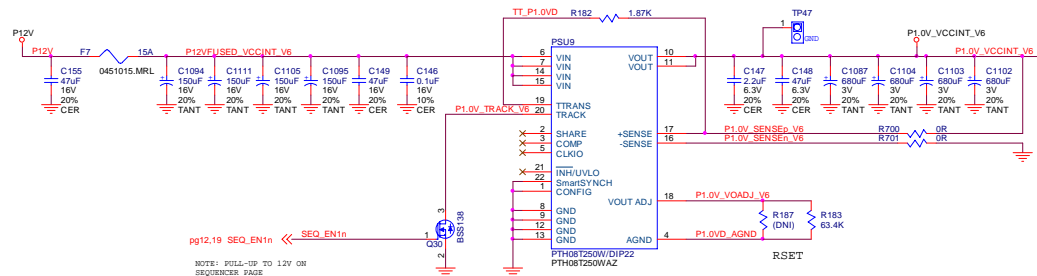 TT_P1.0VD R182 1.87K TP47
1 GND
P12V PSU9 P1.0V_VCCINT_V6
P12V F7 15A P12VFUSED_VCCINT_V6 6 VIN VOUT 10 P1.0V_VCCINT_V6
7 VIN VOUT 11
14 VIN
15 VIN
0451015.MRL
C155 47uF 16V 20% CER
C1094 150uF 16V 20% TANT
C1111 150uF 16V 20% TANT
C1105 150uF 16V 20% TANT
C1095 150uF 16V 20% TANT
C149 47uF 16V 20% CER
C146 0.1uF 16V 10% CER
C147 2.2uF 6.3V 20% CER
C148 47uF 6.3V 20% CER
C1087 680uF 3V 20% TANT
C1104 680uF 3V 20% TANT
C1103 680uF 3V 20% TANT
C1102 680uF 3V 20% TANT
19 TTRANS
P1.0V_TRACK_V6 20 TRACK
2 SHARE +SENSE 17 P1.0V_SENSEp_V6 R700 0R
3 COMP -SENSE 16 P1.0V_SENSEn_V6 R701 0R
5 CLKIO
21 INH/UVLO
22 SmartSYNCH
1 CONFIG
VOUT ADJ 18 P1.0V_VOADJ_V6
8 GND
9 GND
12 GND
13 GND
R187 (DNI)
R183 63.4K
AGND 4 P1.0VD_AGND
RSET
PTH08T250W/DIP22
PTH08T250WAZ
3
BSS138
pg12,19 SEQ_EN1n SEQ_EN1n 1
Q30
2
NOTE: PULL-UP TO 12V ON
SEQUENCER PAGE